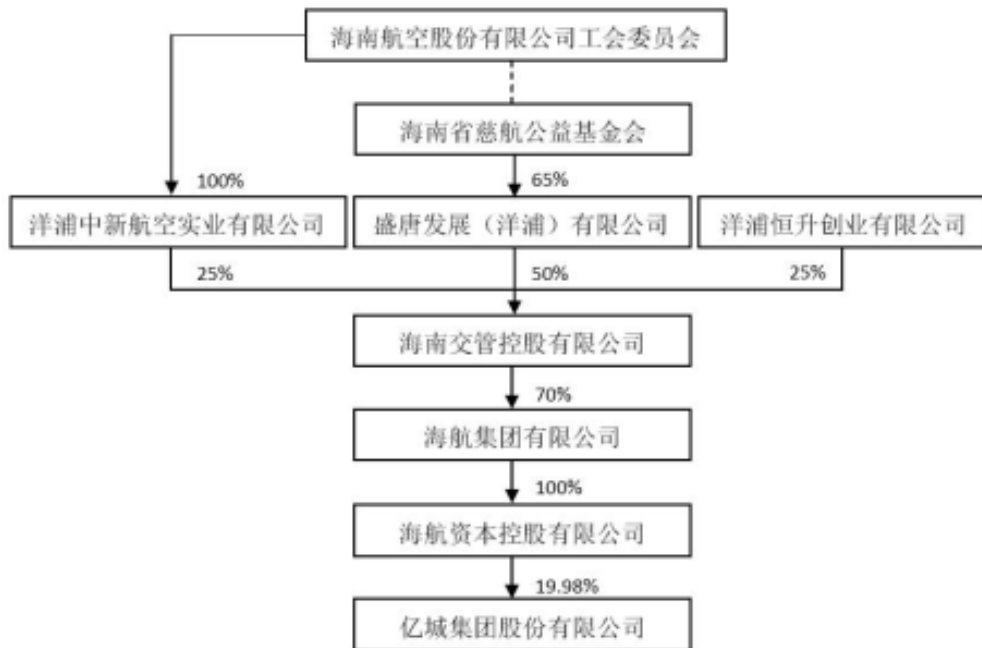 海南航空股份有限公司工会委员会
海南省慈航公益基金会
100%
65%
洋浦中新航空实业有限公司
盛唐发展（洋浦）有限公司
洋浦恒升创业有限公司
25%
50%
25%
海南交管控股有限公司
70%
海航集团有限公司
100%
海航资本控股有限公司
19.98%
亿城集团股份有限公司